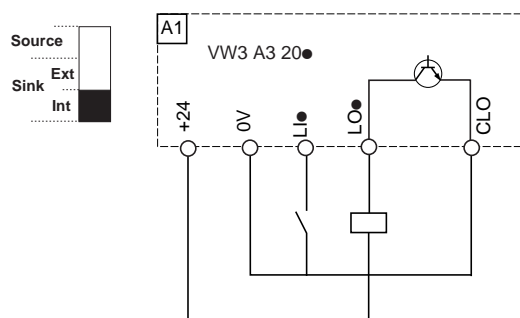 Source
Ext
Sink
Int
A1
VW3 A3 20●
+24
0V
LI●
LO●
CLO